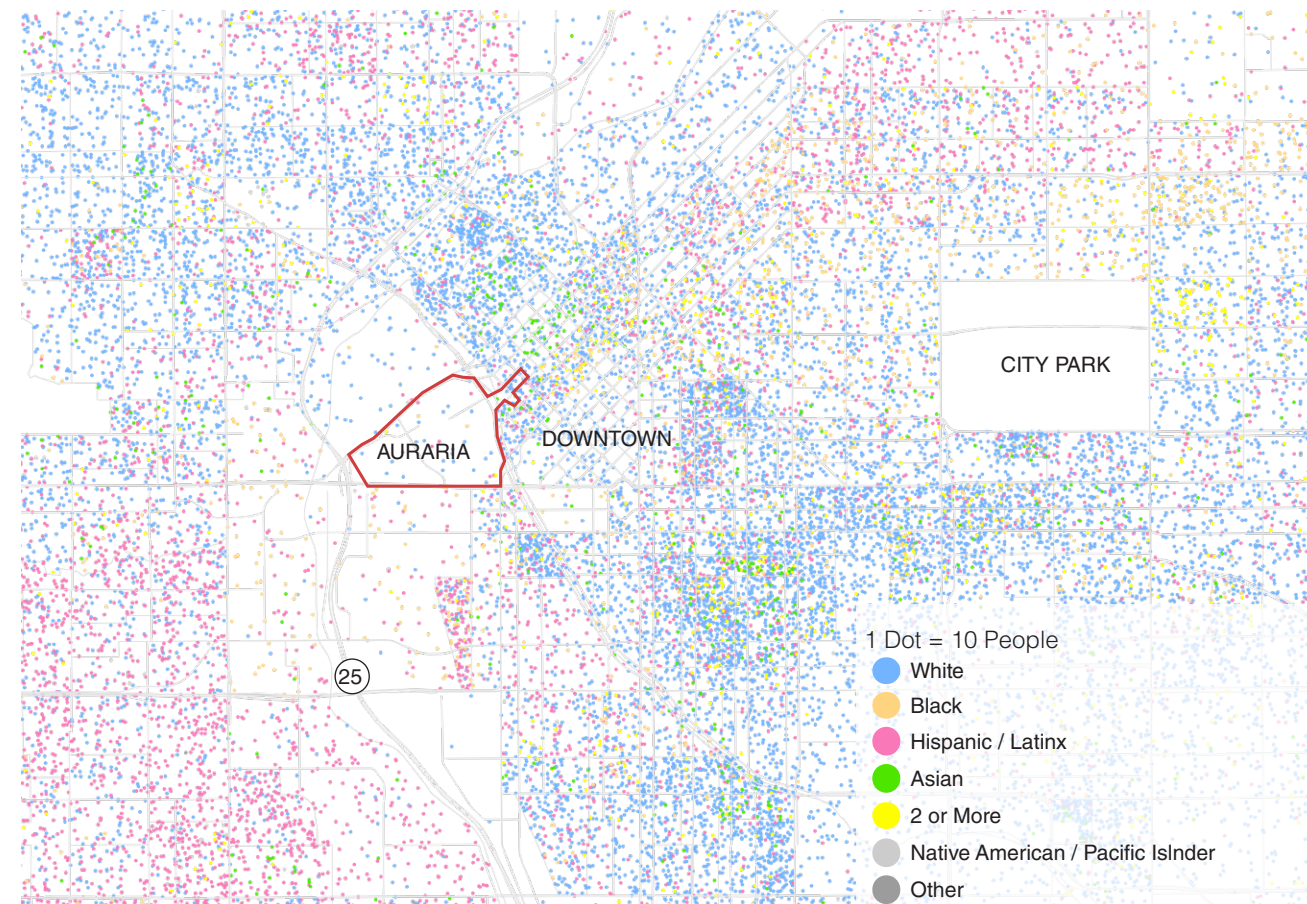 CITY PARK
DOWNTOWN
AURARIA
25
1 Dot = 10 People
White
Black
Hispanic / Latinx
Asian
2 or More
Native American / Pacific Islnder
Other